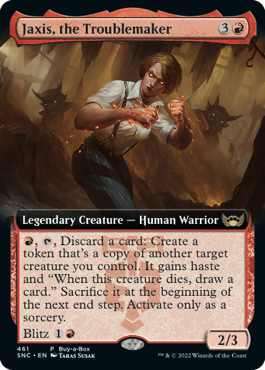 Jaxis, the Troublemaker 3
Legendary Creature — Human Warrior
, , Discard a card: Create a
token that's a copy of another target
creature you control. It gains haste
and "When this creature dies, draw a
card." Sacrifice it at the beginning of
the next end step. Activate only as a
sorcery.
Blitz 1
2/3
461 P Buy-a-Box
SNC • EN Taras Susak ™ & © 2022 Wizards of the Coast